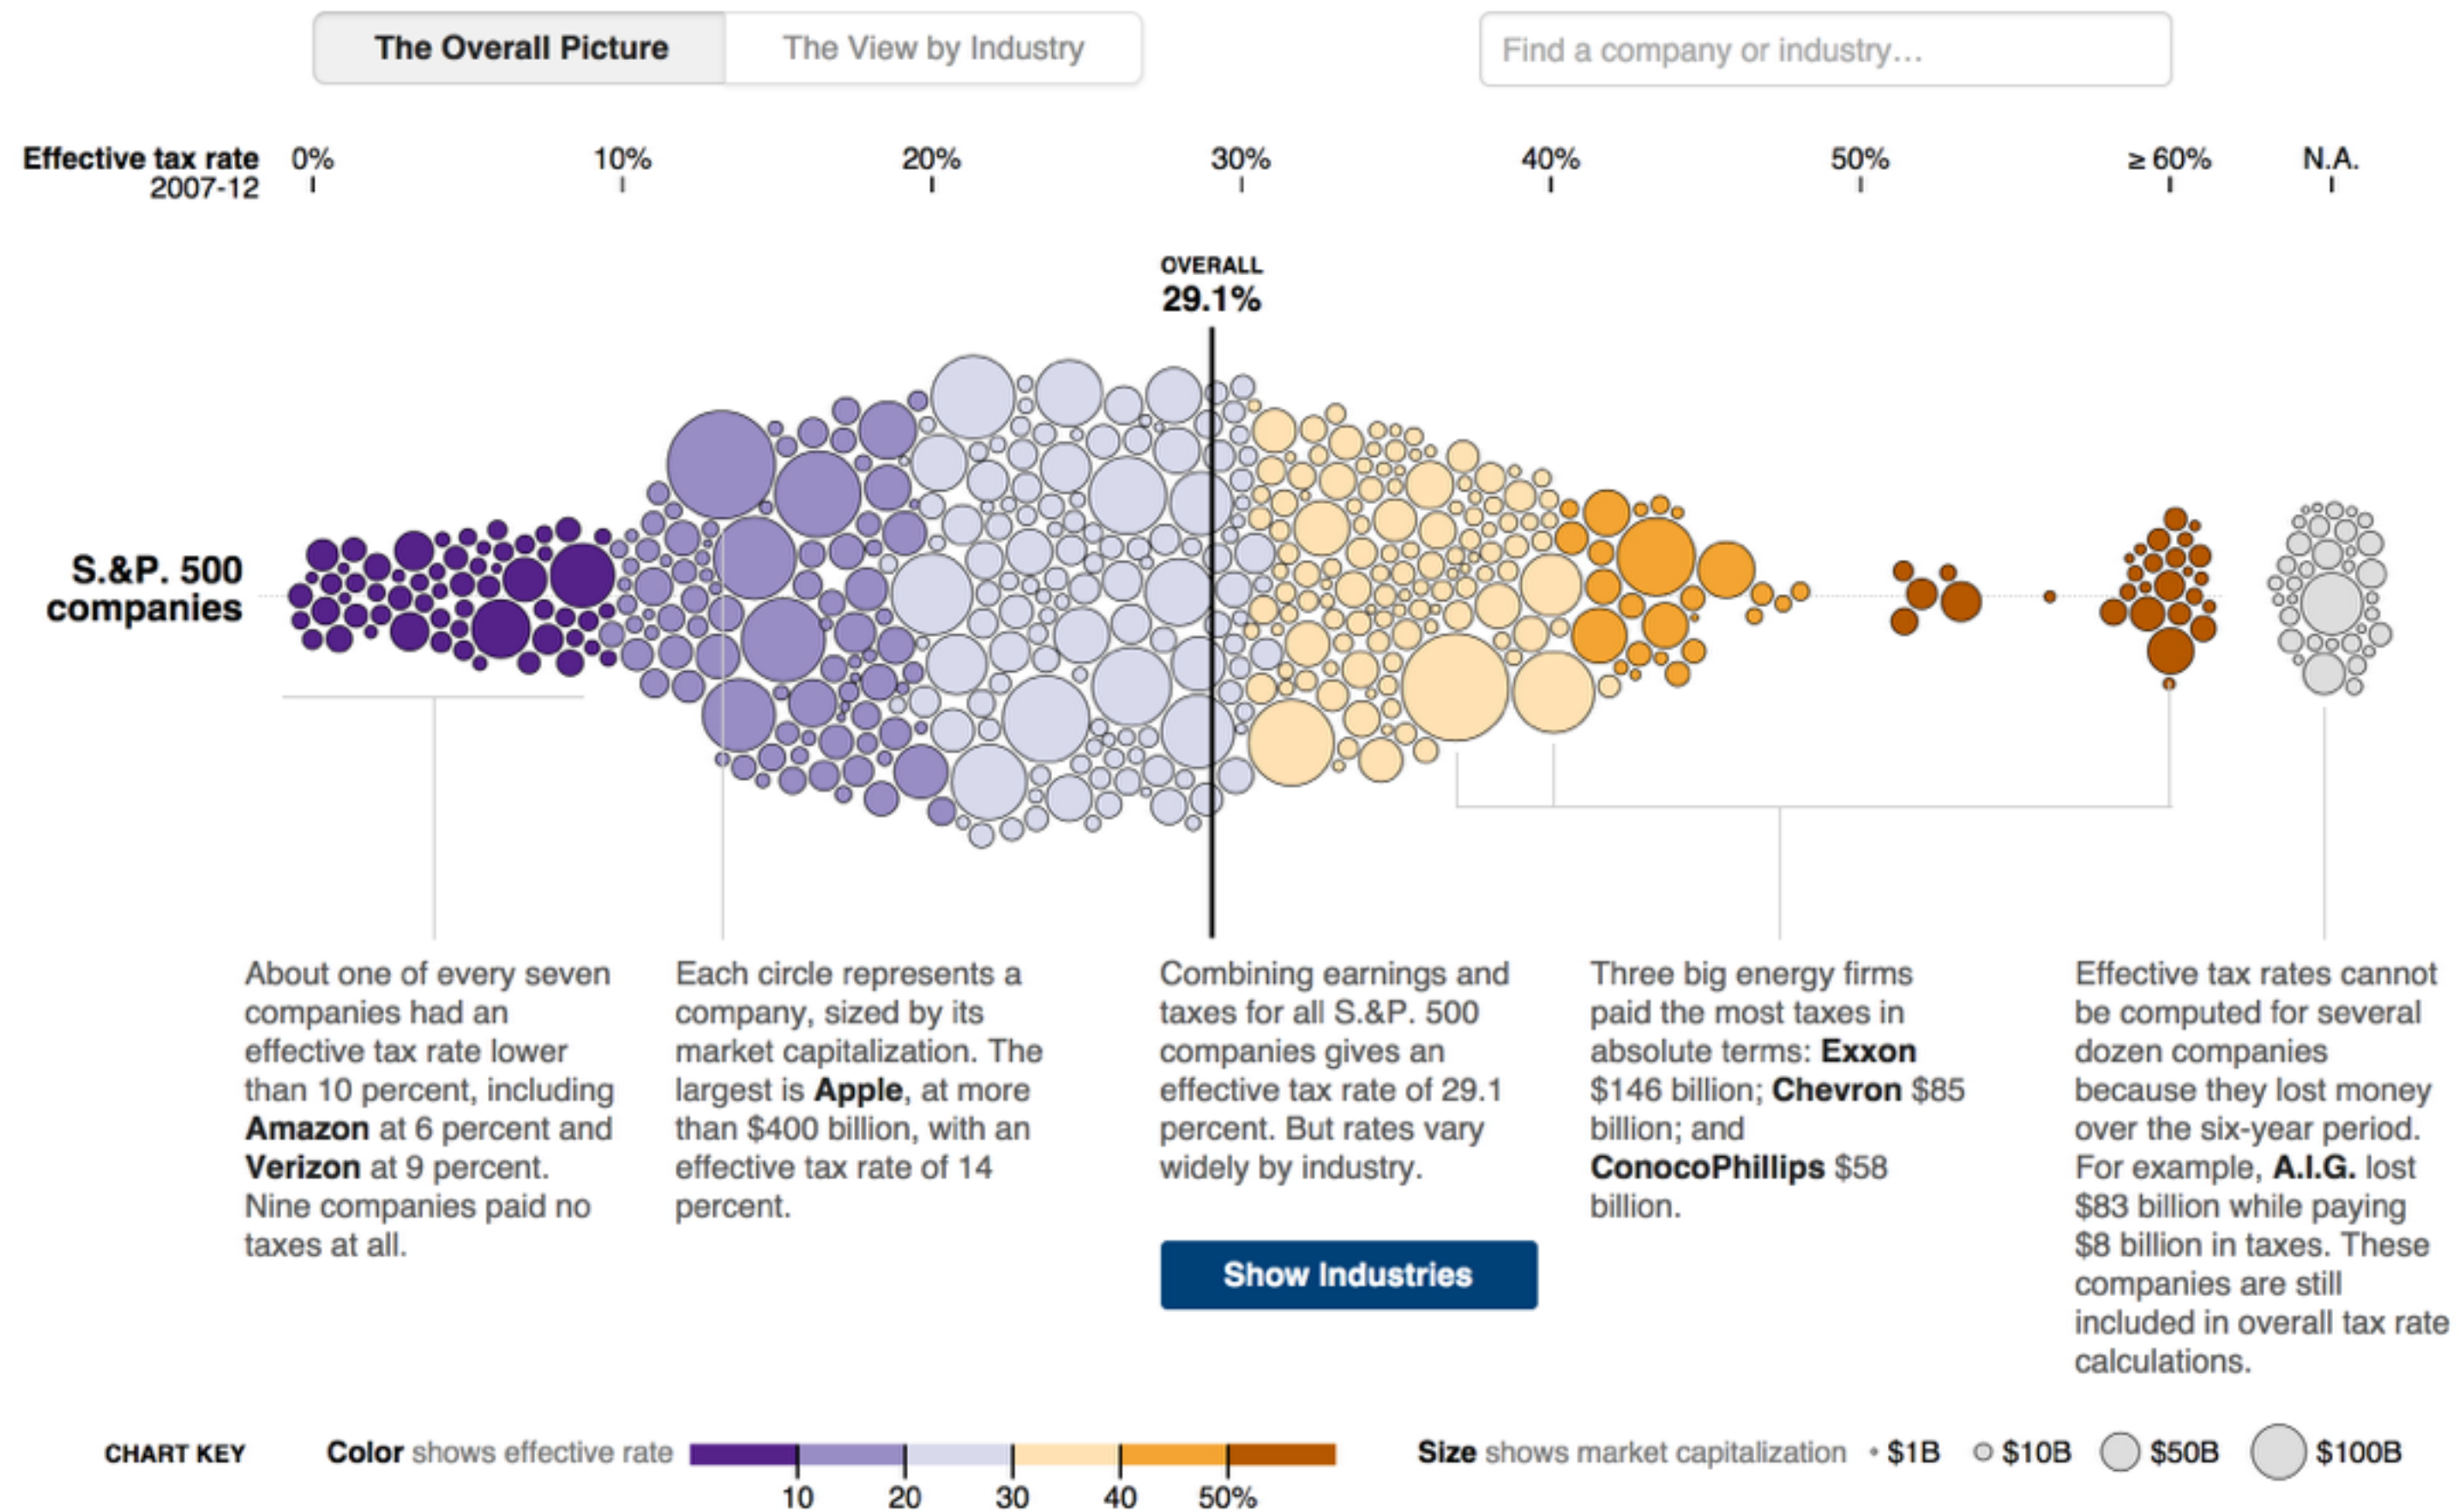 The Overall Picture
The View by Industry
Find a company or industry…
Effective tax rate
2007-12
0%
10%
20%
30%
40%
50%
≥ 60%
N.A.
OVERALL
29.1%
S.&P. 500
companies
About one of every seven
companies had an
effective tax rate lower
than 10 percent, including
Amazon at 6 percent and
Verizon at 9 percent.
Nine companies paid no
taxes at all.
Each circle represents a
company, sized by its
market capitalization. The
largest is Apple, at more
than $400 billion, with an
effective tax rate of 14
percent.
Combining earnings and
taxes for all S.&P. 500
companies gives an
effective tax rate of 29.1
percent. But rates vary
widely by industry.
Show Industries
Three big energy firms
paid the most taxes in
absolute terms: Exxon
$146 billion; Chevron $85
billion; and
ConocoPhillips $58
billion.
Effective tax rates cannot
be computed for several
dozen companies
because they lost money
over the six-year period.
For example, A.I.G. lost
$83 billion while paying
$8 billion in taxes. These
companies are still
included in overall tax rate
calculations.
CHART KEY
Color shows effective rate
10
20
30
40
50%
Size shows market capitalization
$1B
$10B
$50B
$100B